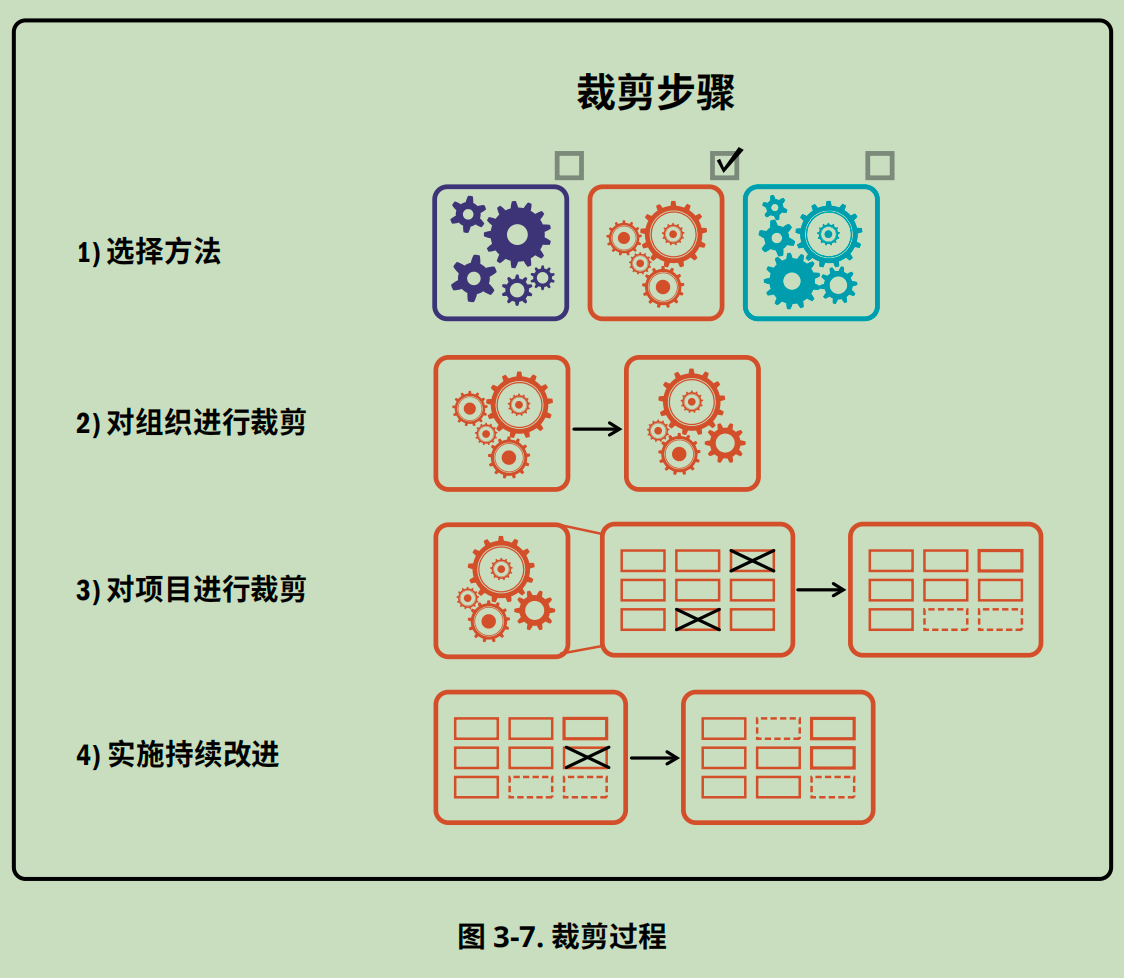 裁剪步骤
1) 选择方法
2) 对组织进行裁剪
3) 对项目进行裁剪
4) 实施持续改进
图 3-7. 裁剪过程